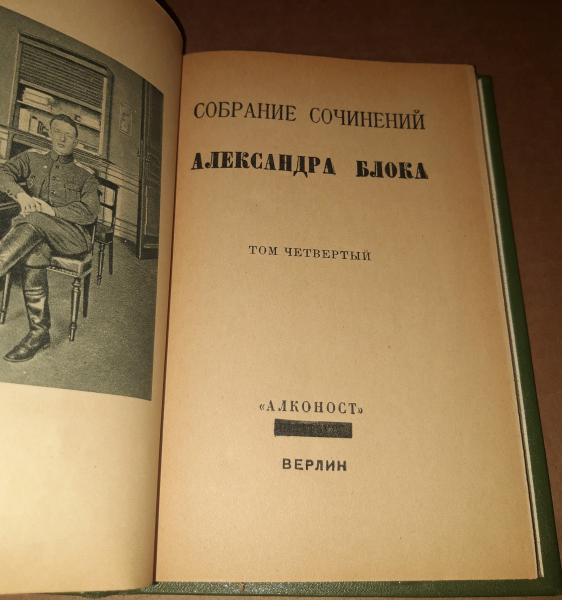 СОБРАНИЕ СОЧИНЕНИЙ
АЛЕКСАНДРА БЛОКА
ТОМ ЧЕТВЕРТЫЙ
«АЛКОНОСТ»
ВЕРЛИН